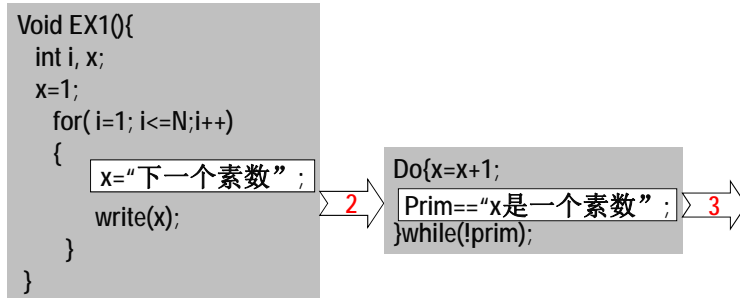 Void EX1(){
int i, x;
x=1;
for( i=1; i<=N;i++)
{
x=“下一个素数”;
write(x);
}
}
2
Do{x=x+1;
Prim==“x是一个素数”;
}while(!prim);
3